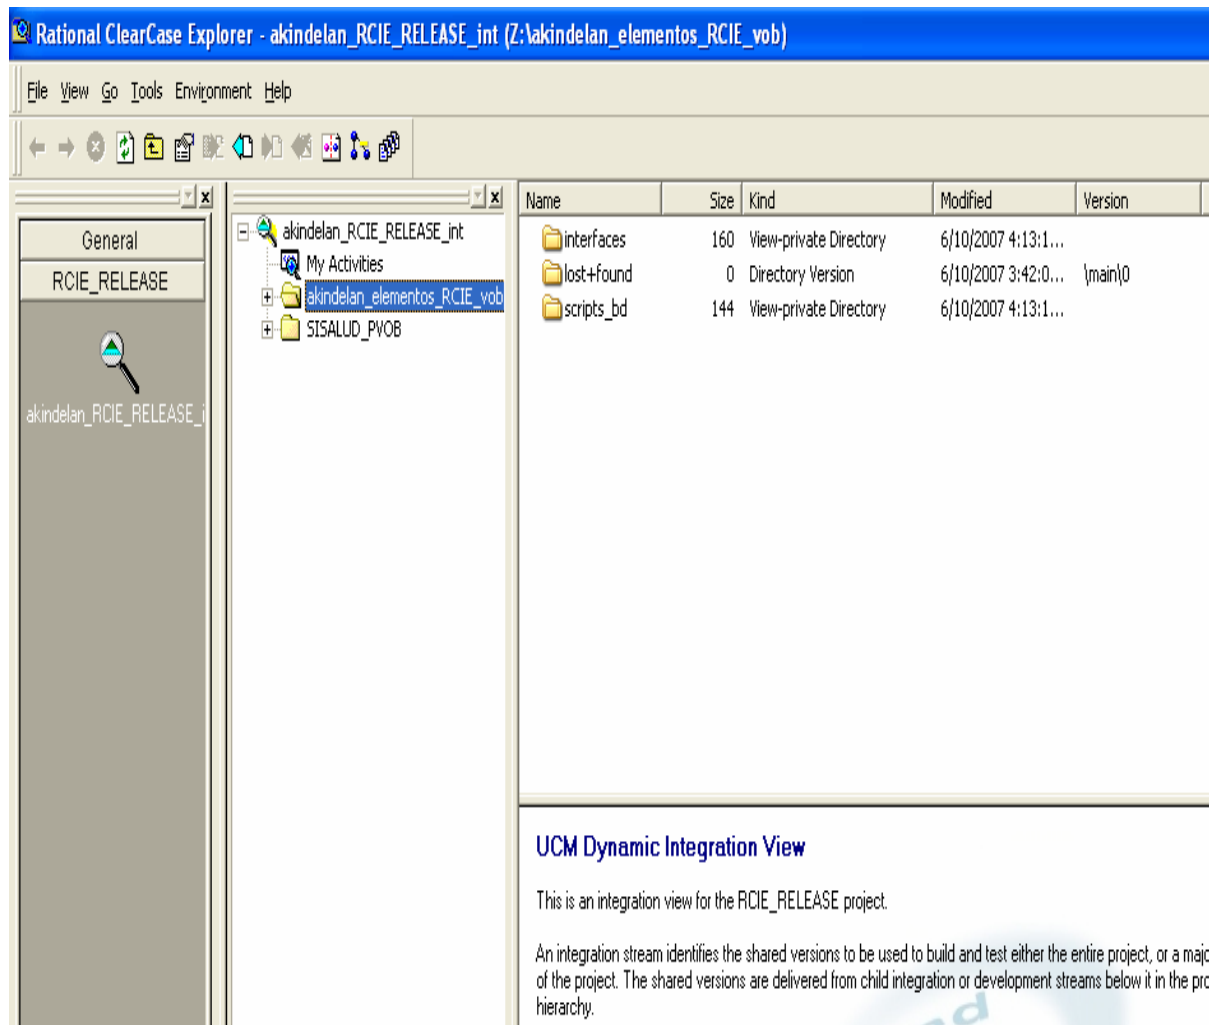 Rational ClearCase Explorer - akindelan_RCIE_RELEASE_int (Z:\akindelan_elementos_RCIE_vob)
File View Go Tools Environment Help
General
RCIE_RELEASE
akindelan_RCIE_RELEASE_i
akindelan_RCIE_RELEASE_int
My Activities
akindelan_elementos_RCIE_vob
SISALUD_PVOB
Name Size Kind Modified Version
interfaces 160 View-private Directory 6/10/2007 4:13:1...
lost+found 0 Directory Version 6/10/2007 3:42:0... \main\0
scripts_bd 144 View-private Directory 6/10/2007 4:13:1...
UCM Dynamic Integration View
This is an integration view for the RCIE_RELEASE project.
An integration stream identifies the shared versions to be used to build and test either the entire project, or a majo
of the project. The shared versions are delivered from child integration or development streams below it in the pro
hierarchy.